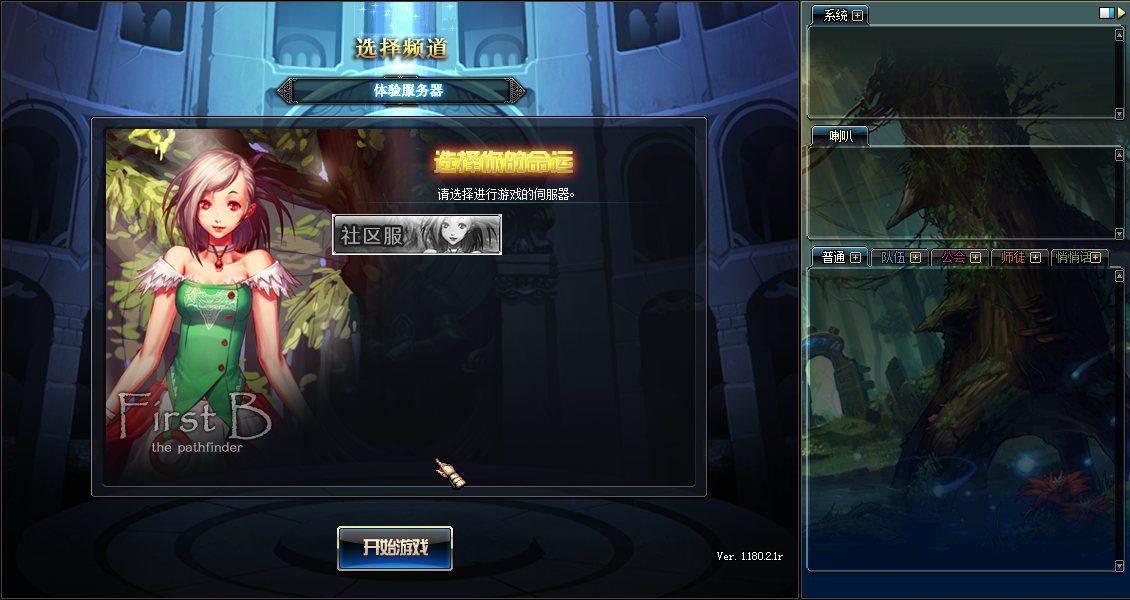 选择频道
体验服务器
选择你的命运
请选择进行游戏的伺服器。
社区服
First B
the pathfinder
开始游戏
Ver. 1.180.2.1r
系统
喇叭
普通 队伍 公会 师徒 悄悄话